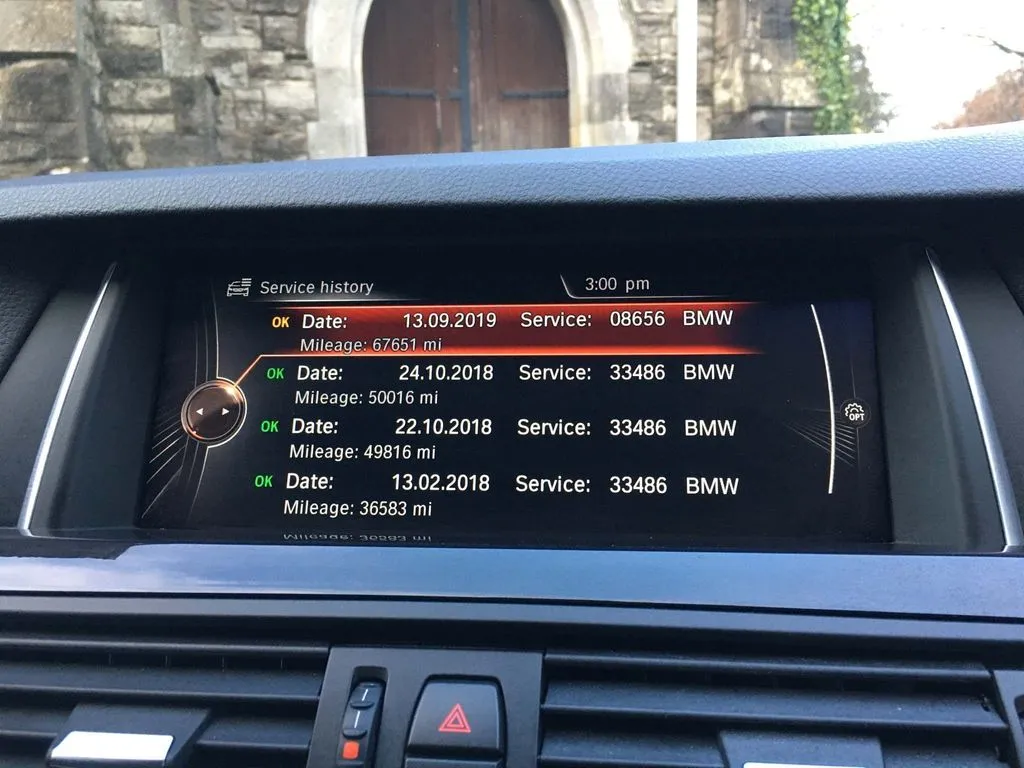 Service history 3:00 pm
OK Date: 13.09.2019 Service: 08656 BMW
Mileage: 67651 mi
OK Date: 24.10.2018 Service: 33486 BMW
Mileage: 50016 mi
OK Date: 22.10.2018 Service: 33486 BMW
Mileage: 49816 mi
OPT
OK Date: 13.02.2018 Service: 33486 BMW
Mileage: 36583 mi